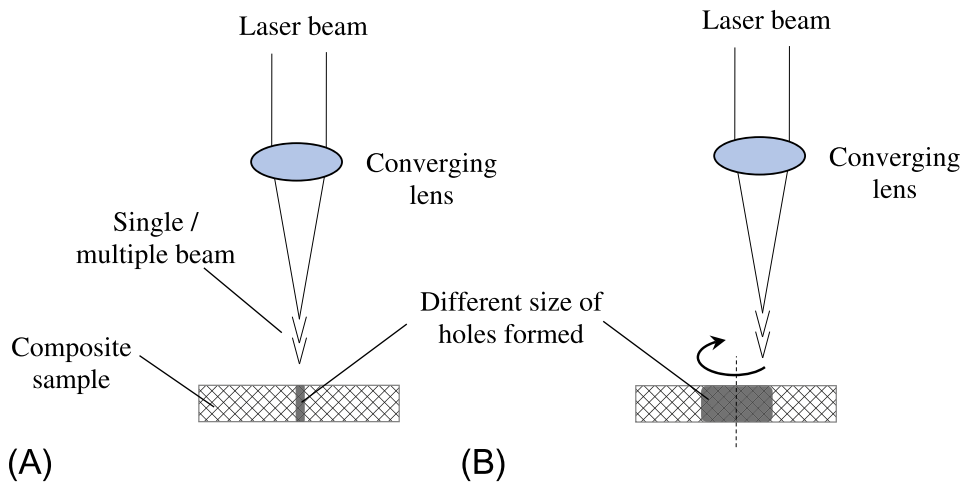 Laser beam
Converging
lens
Single /
multiple beam
Different size of
holes formed
Composite
sample
(A)
Laser beam
Converging
lens
(B)